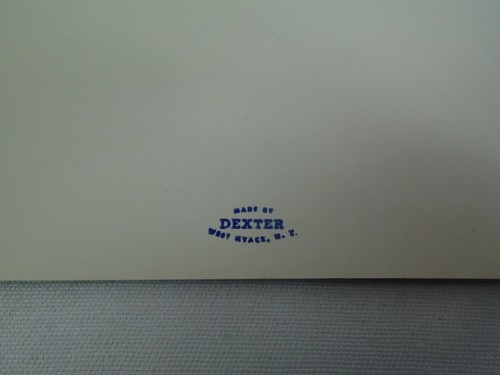 MADE BY
DEXTER
WEST NYACK, N. Y.